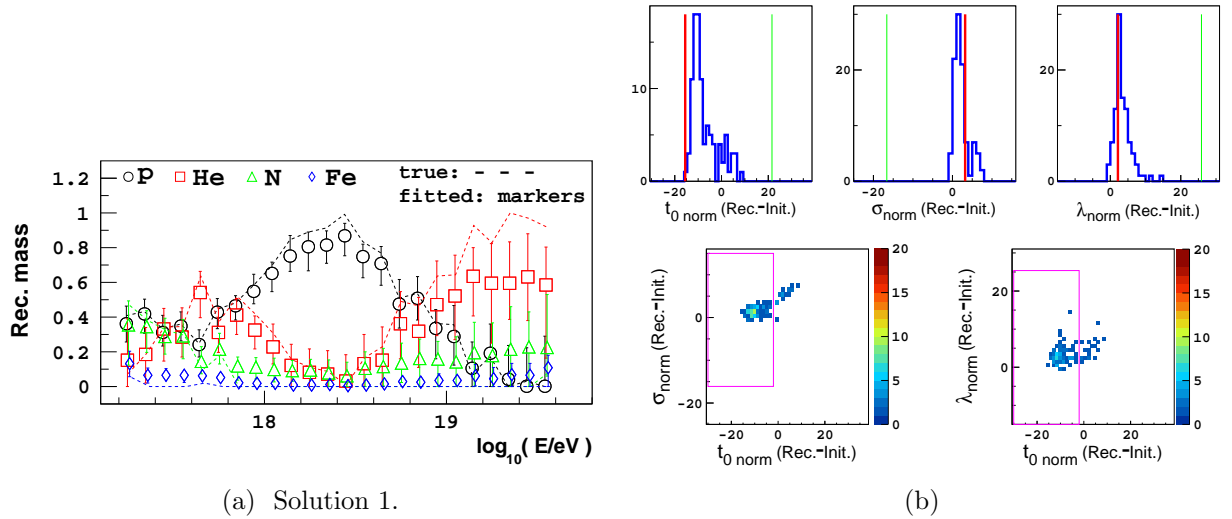 p He N Fe
true: - - -
fitted: markers
Rec. mass
1.2
1
0.8
0.6
0.4
0.2
0
18 19
log10( E/eV )
(a) Solution 1.
10
0
−20 0 20
t0 norm (Rec.−Init.)
20
0
−20 0 20
σnorm (Rec.−Init.)
20
0
0 20
λnorm (Rec.−Init.)
σnorm (Rec.−Init.)
0
−20
−20 0 20
t0 norm (Rec.−Init.)
20
15
10
5
0
λnorm (Rec.−Init.)
20
0
−20 0 20
t0 norm (Rec.−Init.)
20
15
10
5
0
(b)